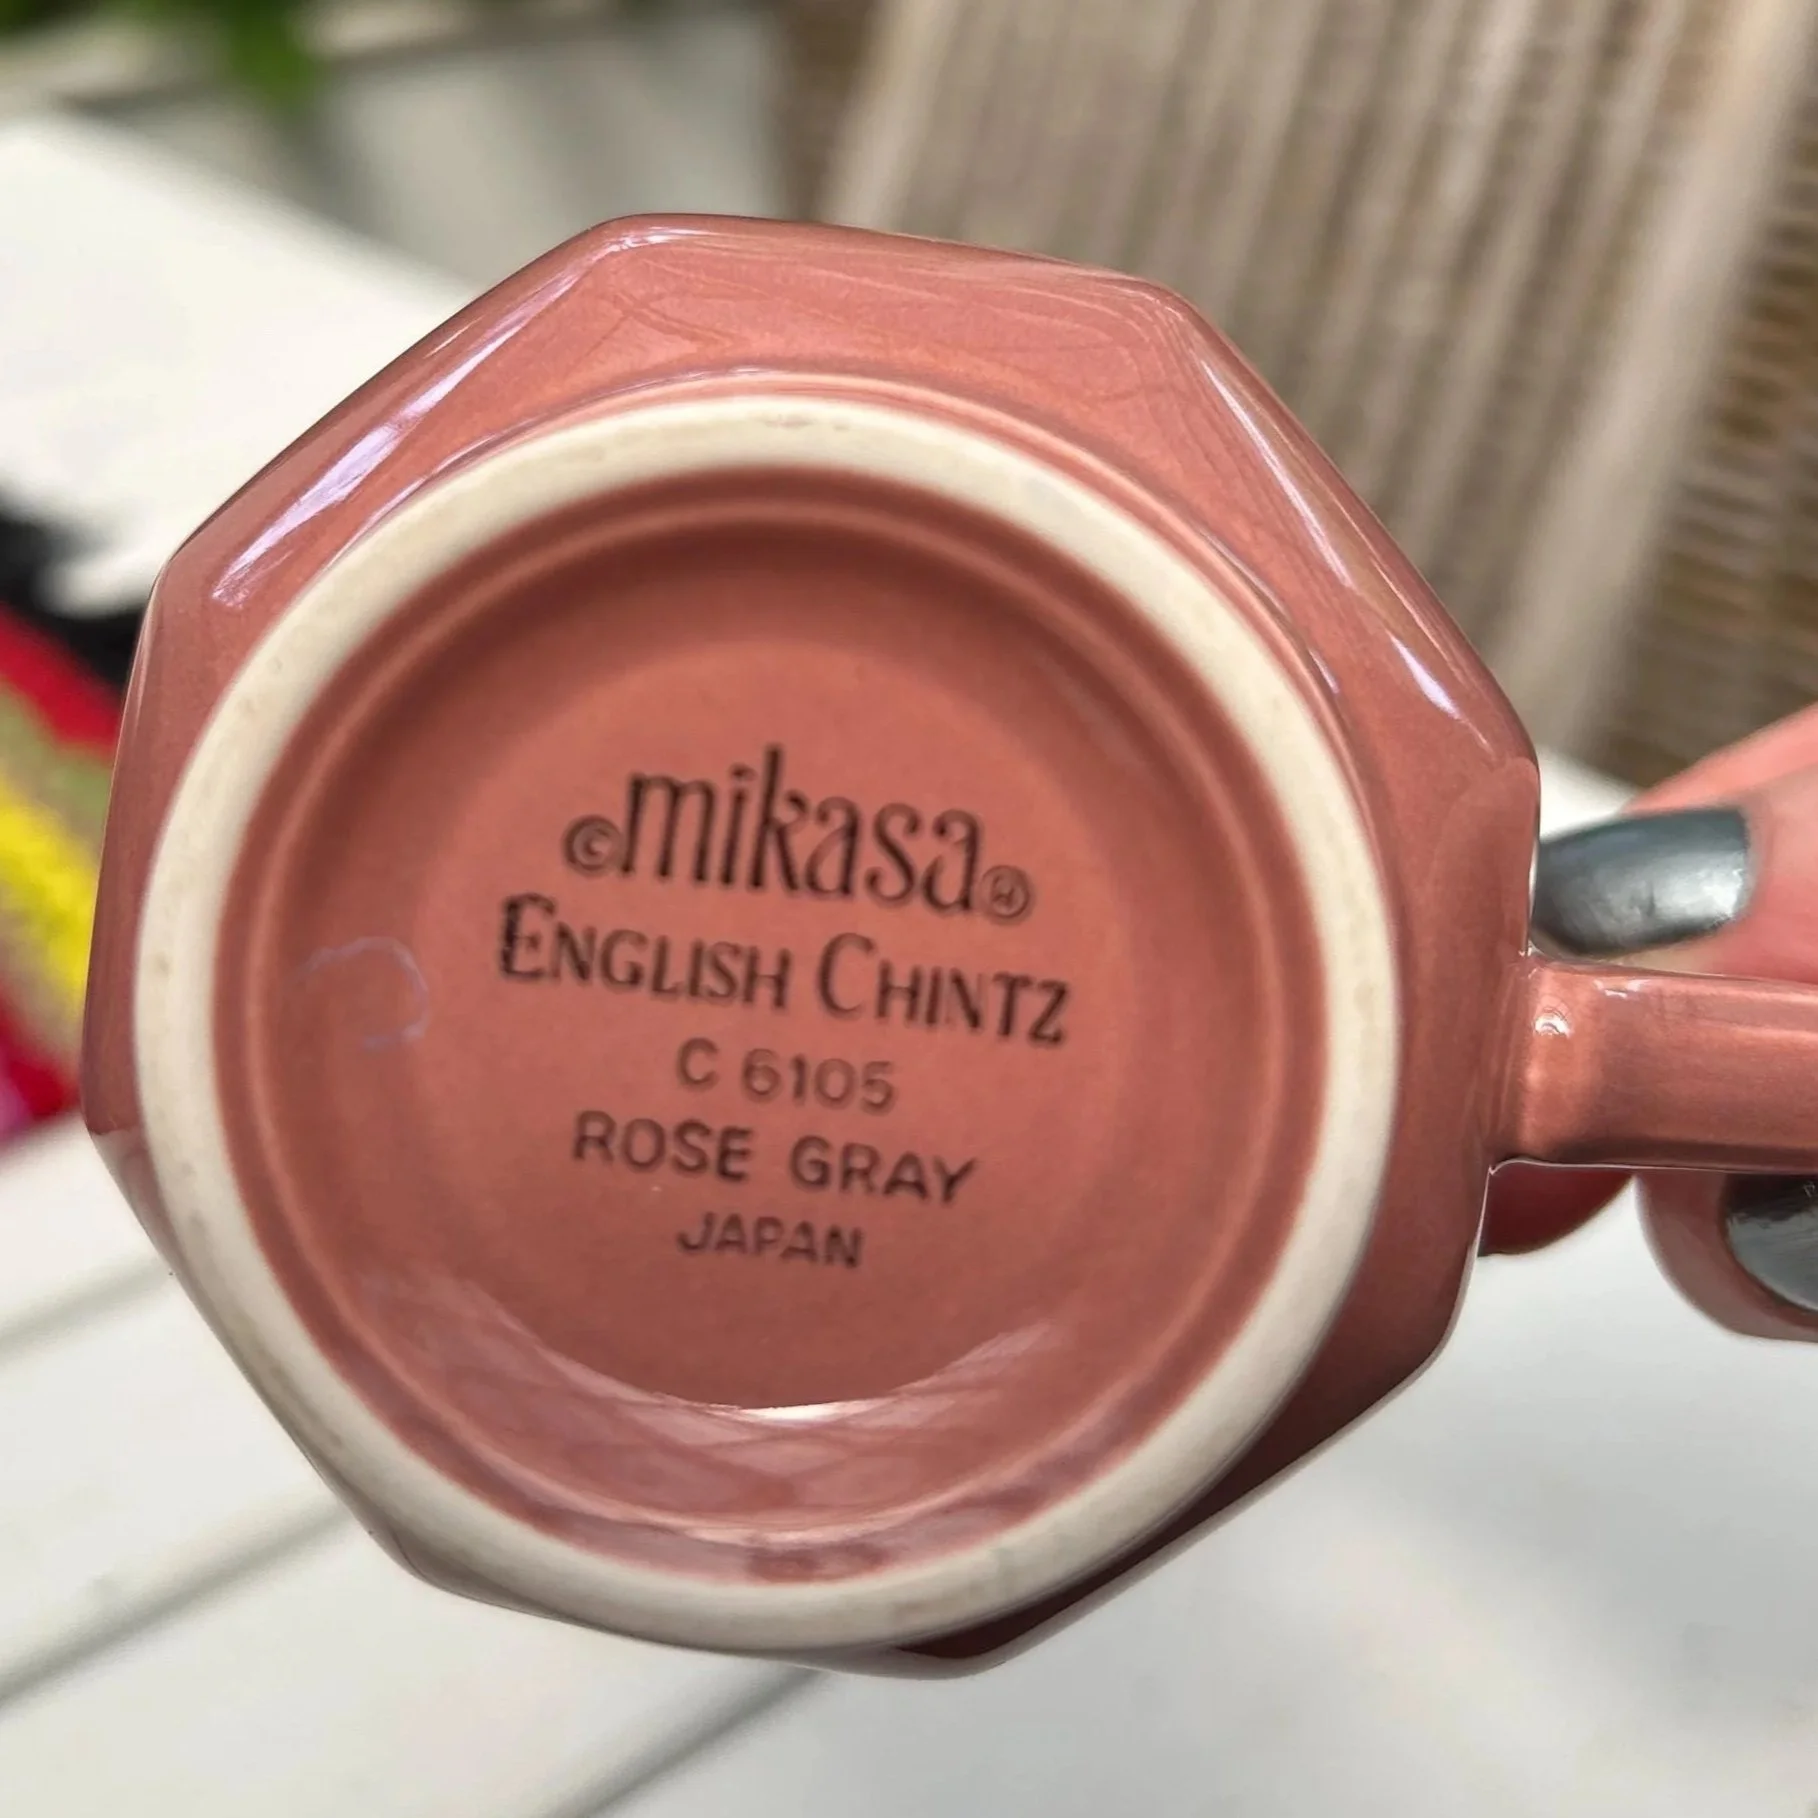 ©mikasa®
ENGLISH CHINTZ
C 6105
ROSE GRAY
JAPAN